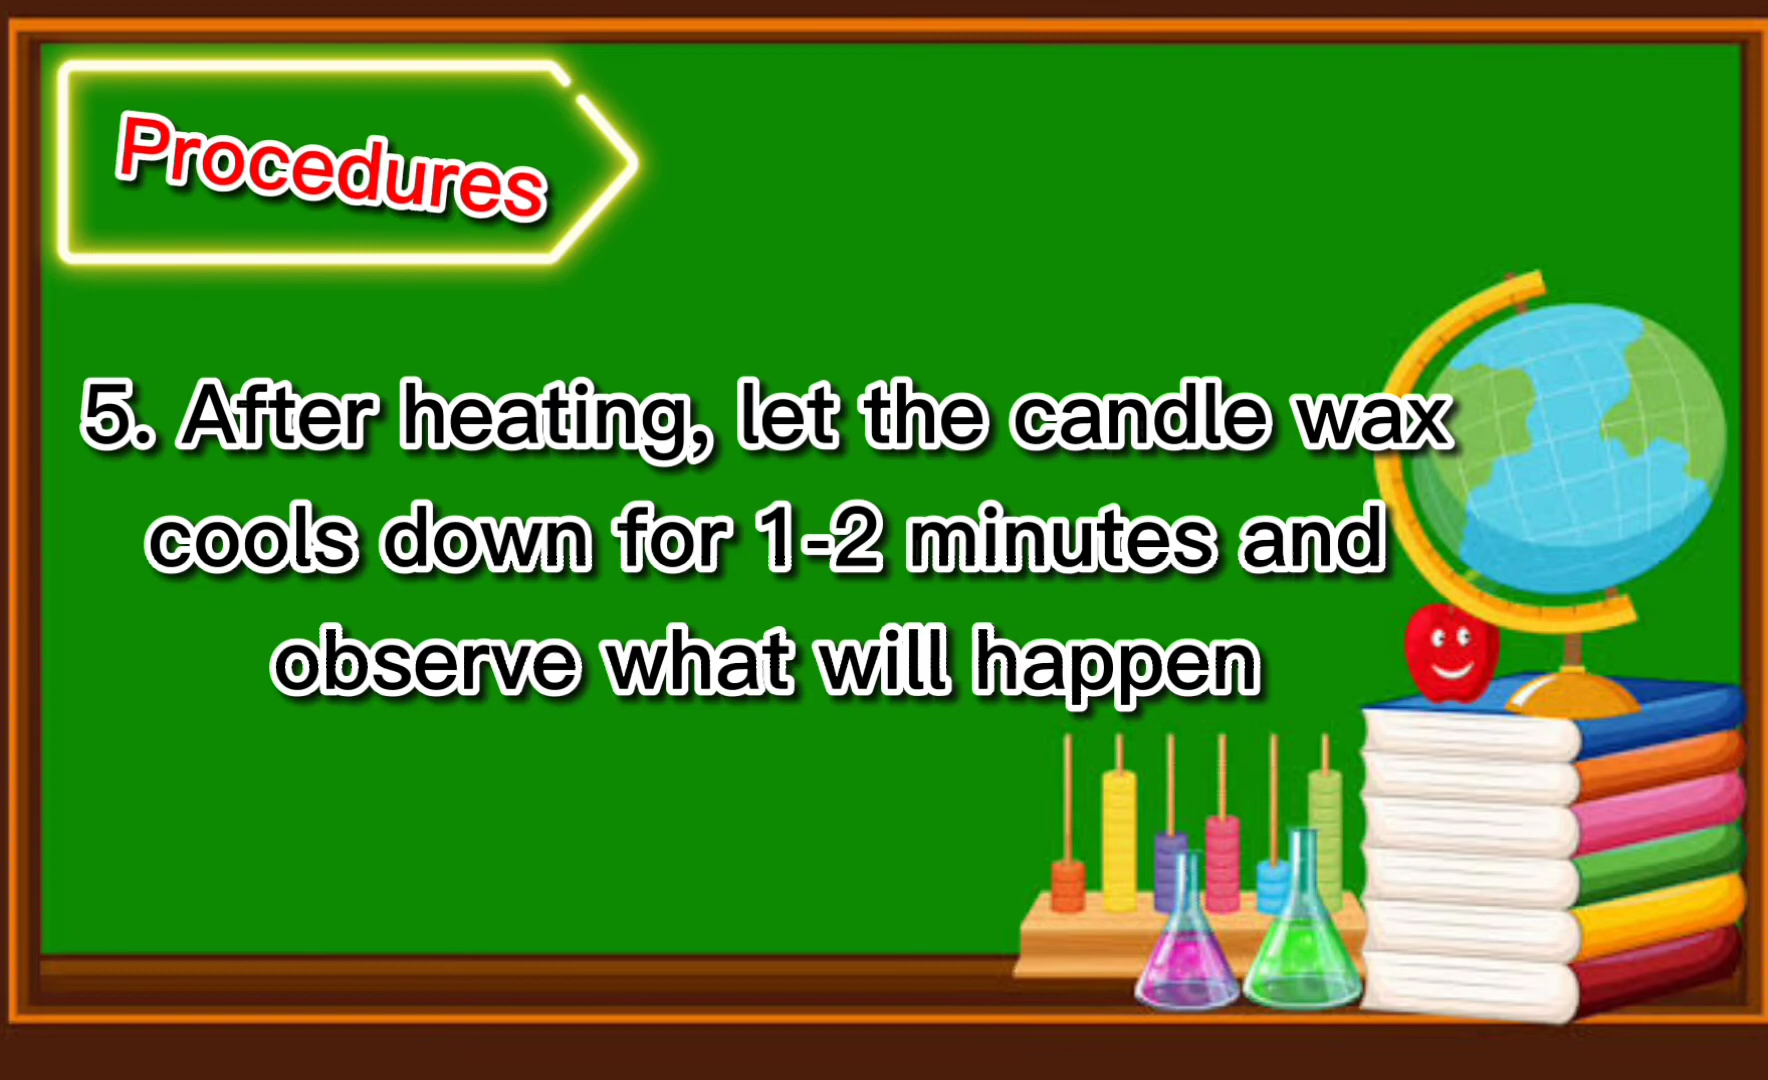 Procedures
5. After heating, let the candle wax
cools down for 1-2 minutes and
observe what will happen